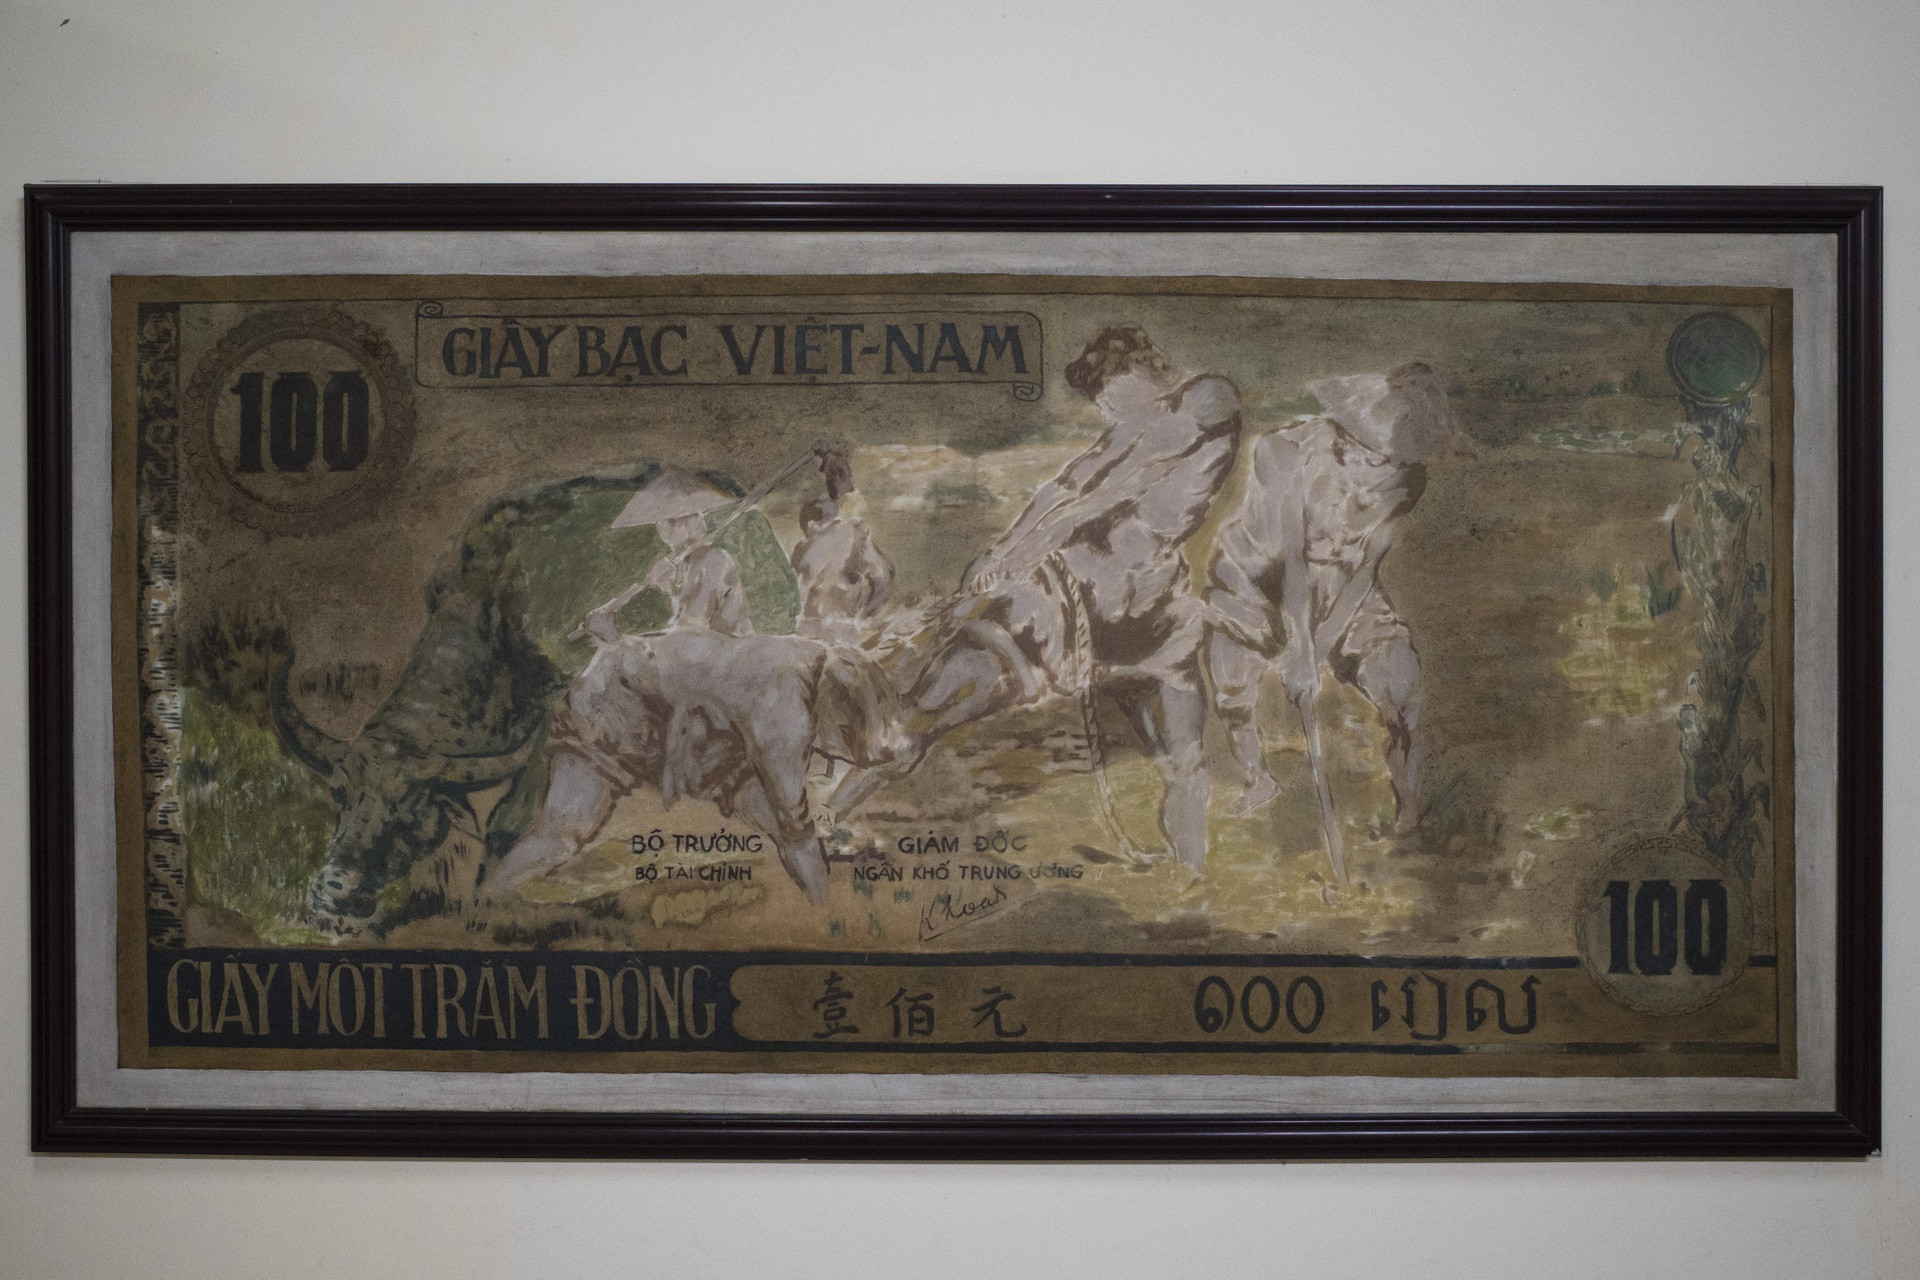 GIẤY BẠC VIỆT-NAM
100
BỘ TRƯỞNG
BỘ TÀI CHÍNH
GIÁM ĐỐC
NGÂN KHỐ TRUNG ƯƠNG
Khoat
100
GIẤY MỘT TRĂM ĐỒNG
壹佰元
១០០ រៀល